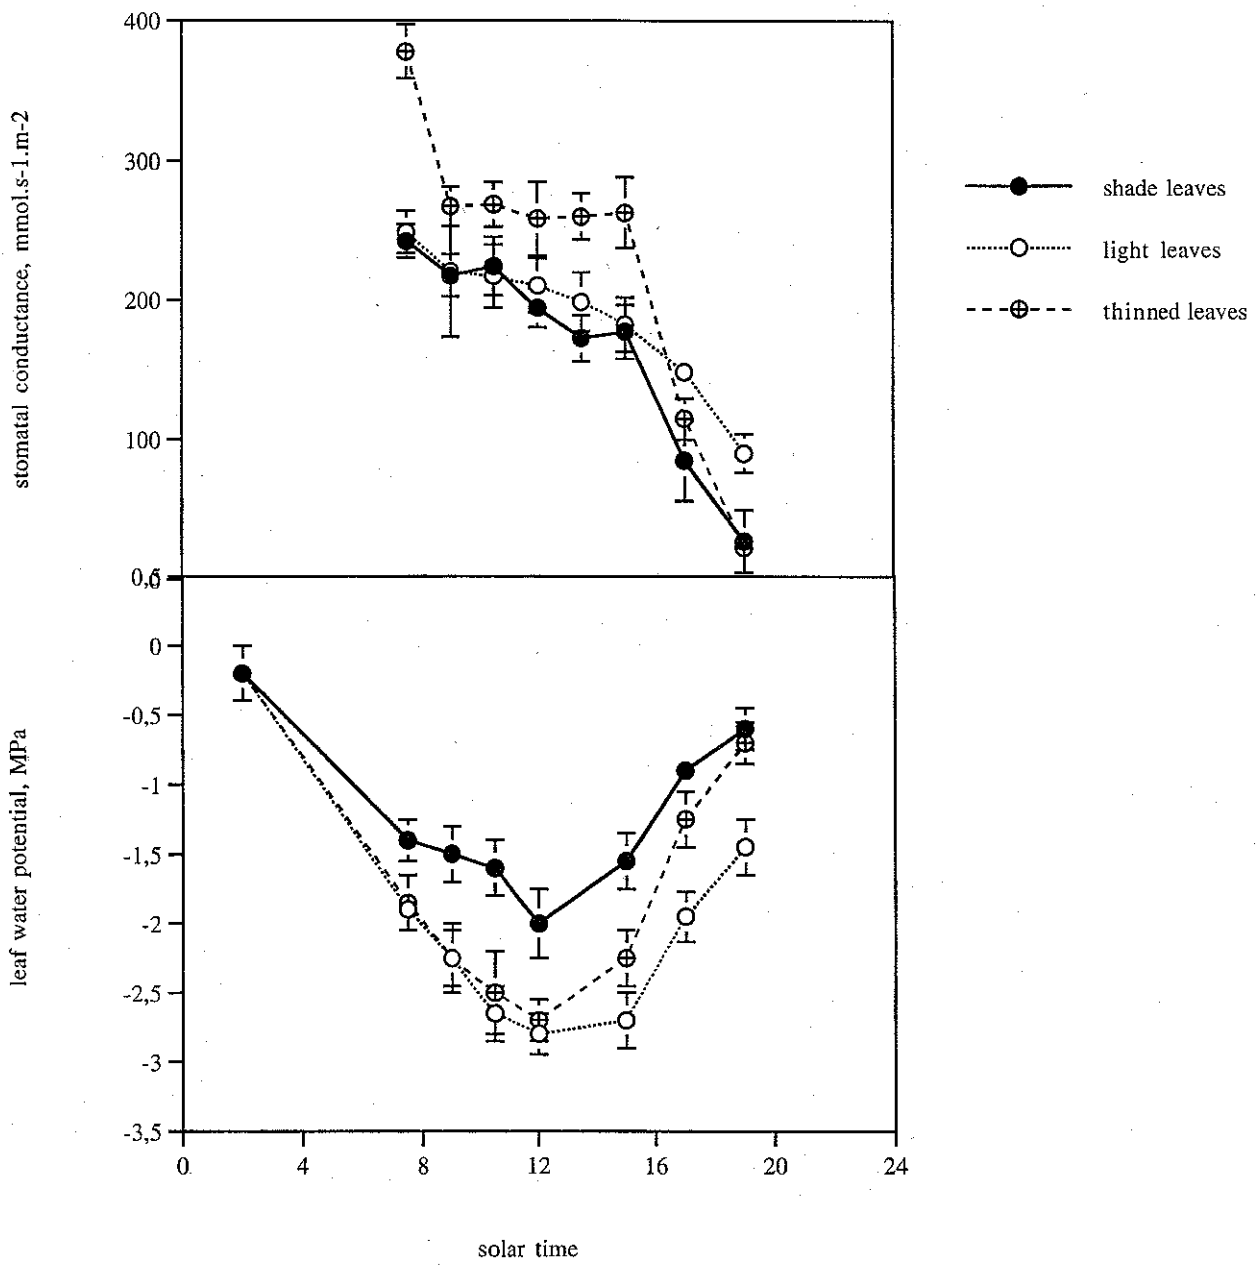 400
300
200
100
0
stomatal conductance, mmol.s-1.m-2
shade leaves
light leaves
thinned leaves
0,5
0
-0,5
-1
-1,5
-2
-2,5
-3
-3,5
leaf water potential, MPa
0 4 8 12 16 20 24
solar time